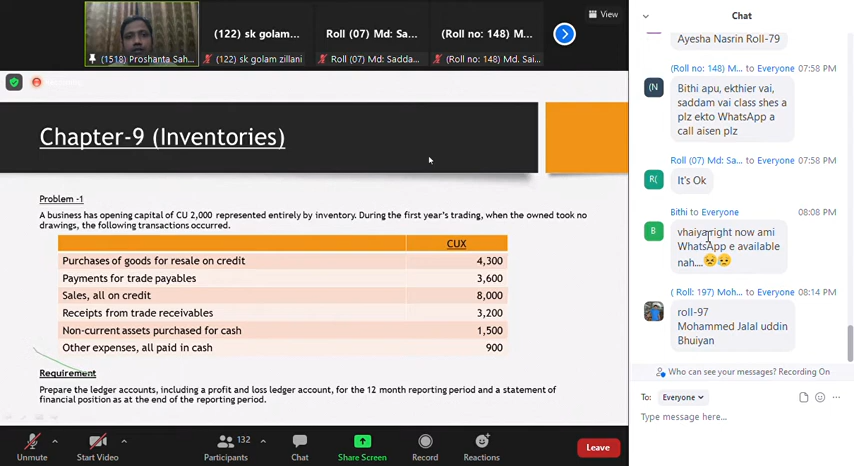 View
Chat
(122) sk golam...
Roll (07) Md: Sa...
(Roll no: 148) M...
(1518) Proshanta Sah...
(122) sk golam zillani
Roll (07) Md: Sadda...
(Roll no: 148) Md. Sai...
Chapter-9 (Inventories)
Problem -1
A business has opening capital of CU 2,000 represented entirely by inventory. During the first year's trading, when the owned took no
drawings, the following transactions occurred.
CUX
Purchases of goods for resale on credit 4,300
Payments for trade payables 3,600
Sales, all on credit 8,000
Receipts from trade receivables 3,200
Non-current assets purchased for cash 1,500
Other expenses, all paid in cash 900
Requirement
Prepare the ledger accounts, including a profit and loss ledger account, for the 12 month reporting period and a statement of
financial position as at the end of the reporting period.
Ayesha Nasrin Roll-79
(Roll no: 148) M... to Everyone 07:58 PM
(N
Bithi apu, ekthier vai,
saddam vai class shes a
plz ekto WhatsApp a
call aisen plz
Roll (07) Md: Sa... to Everyone 07:58 PM
R(
It's Ok
Bithi to Everyone 08:08 PM
B
vhaiya right now ami
WhatsApp e available
nah....
( Roll: 197) Moh... to Everyone 08:14 PM
roll-97
Mohammed Jalal uddin
Bhuiyan
Who can see your messages? Recording On
To: Everyone
Type message here...
Unmute
Start Video
132
Participants
Chat
Share Screen
Record
Reactions
Leave